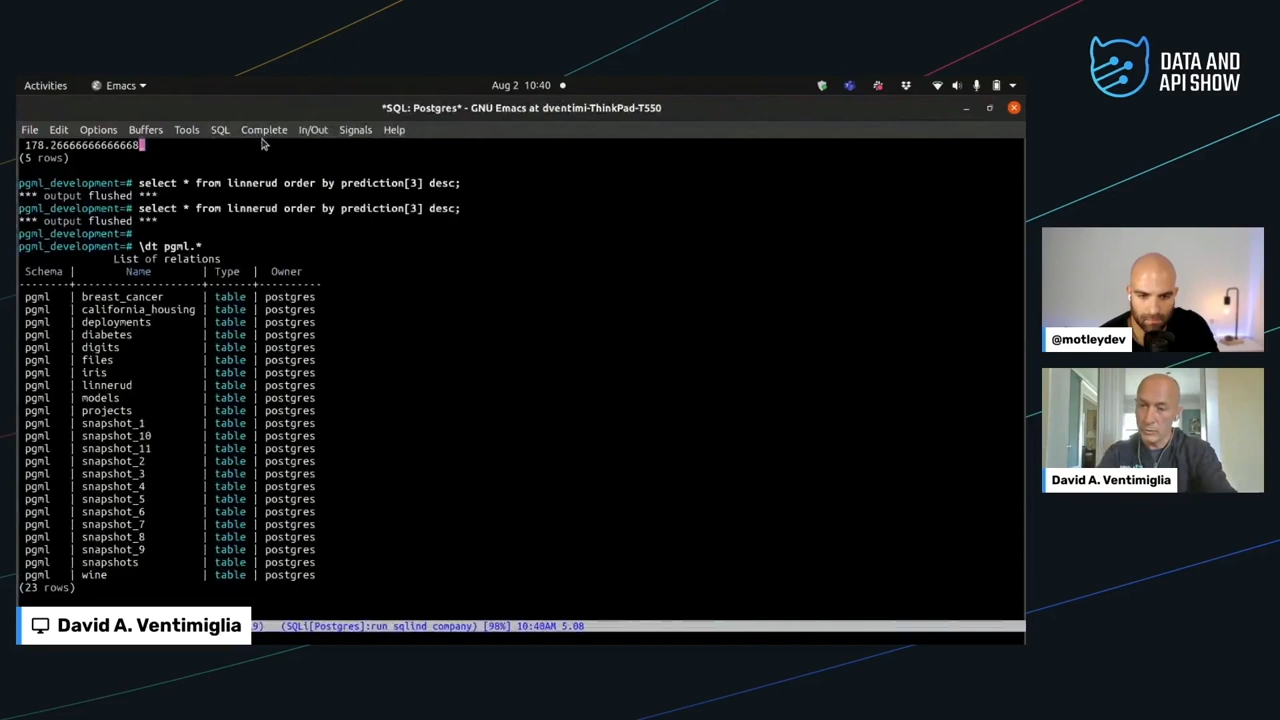 DATA AND
API SHOW
Activities
Emacs
Aug 2 10:40
*SQL: Postgres* - GNU Emacs at dventimi-ThinkPad-T550
File Edit Options Buffers Tools SQL Complete In/Out Signals Help
178.26666666666668
(5 rows)
pgml_development=# select * from linnerud order by prediction[3] desc;
*** output flushed ***
pgml_development=# select * from linnerud order by prediction[3] desc;
*** output flushed ***
pgml_development=#
pgml_development=# \dt pgml.*
List of relations
Schema | Name | Type | Owner
--------+--------------------+-------+----------
pgml | breast_cancer | table | postgres
pgml | california_housing | table | postgres
pgml | deployments | table | postgres
pgml | diabetes | table | postgres
pgml | digits | table | postgres
pgml | files | table | postgres
pgml | iris | table | postgres
pgml | linnerud | table | postgres
pgml | models | table | postgres
pgml | projects | table | postgres
pgml | snapshot_1 | table | postgres
pgml | snapshot_10 | table | postgres
pgml | snapshot_11 | table | postgres
pgml | snapshot_2 | table | postgres
pgml | snapshot_3 | table | postgres
pgml | snapshot_4 | table | postgres
pgml | snapshot_5 | table | postgres
pgml | snapshot_6 | table | postgres
pgml | snapshot_7 | table | postgres
pgml | snapshot_8 | table | postgres
pgml | snapshot_9 | table | postgres
pgml | snapshots | table | postgres
pgml | wine | table | postgres
(23 rows)
9) (SQLi[Postgres]:run sqlind company) [98%] 10:40AM 5.08
David A. Ventimiglia
@motleydev
David A. Ventimiglia